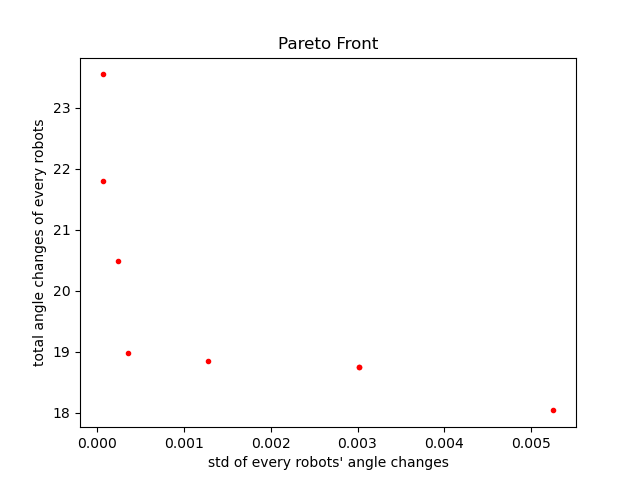 Pareto Front
total angle changes of every robots
23
22
21
20
19
18
0.000 0.001 0.002 0.003 0.004 0.005
std of every robots' angle changes